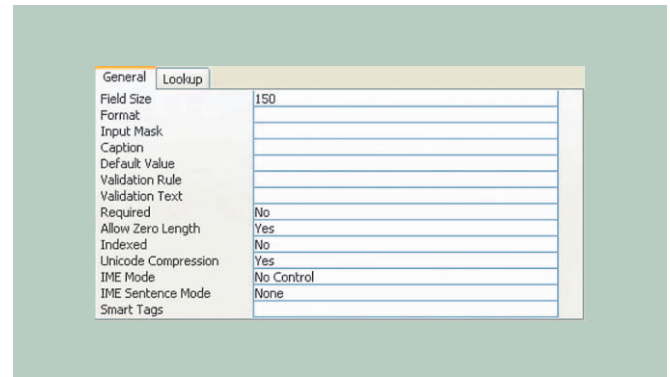 General Lookup
Field Size 150
Format
Input Mask
Caption
Default Value
Validation Rule
Validation Text
Required No
Allow Zero Length Yes
Indexed No
Unicode Compression Yes
IME Mode No Control
IME Sentence Mode None
Smart Tags